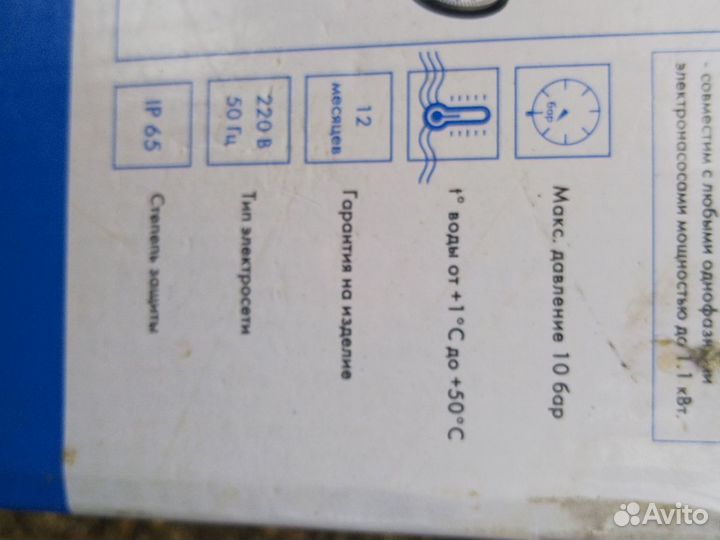 - совместим с любыми однофазными
электронасосами мощностью до 1.1 кВт.
бар
Макс. давление 10 бар
t° воды от +1°C до +50°C
12
месяцев
Гарантия на изделие
220 В
50 Гц
Тип электросети
IP 65
Степень защиты
Avito